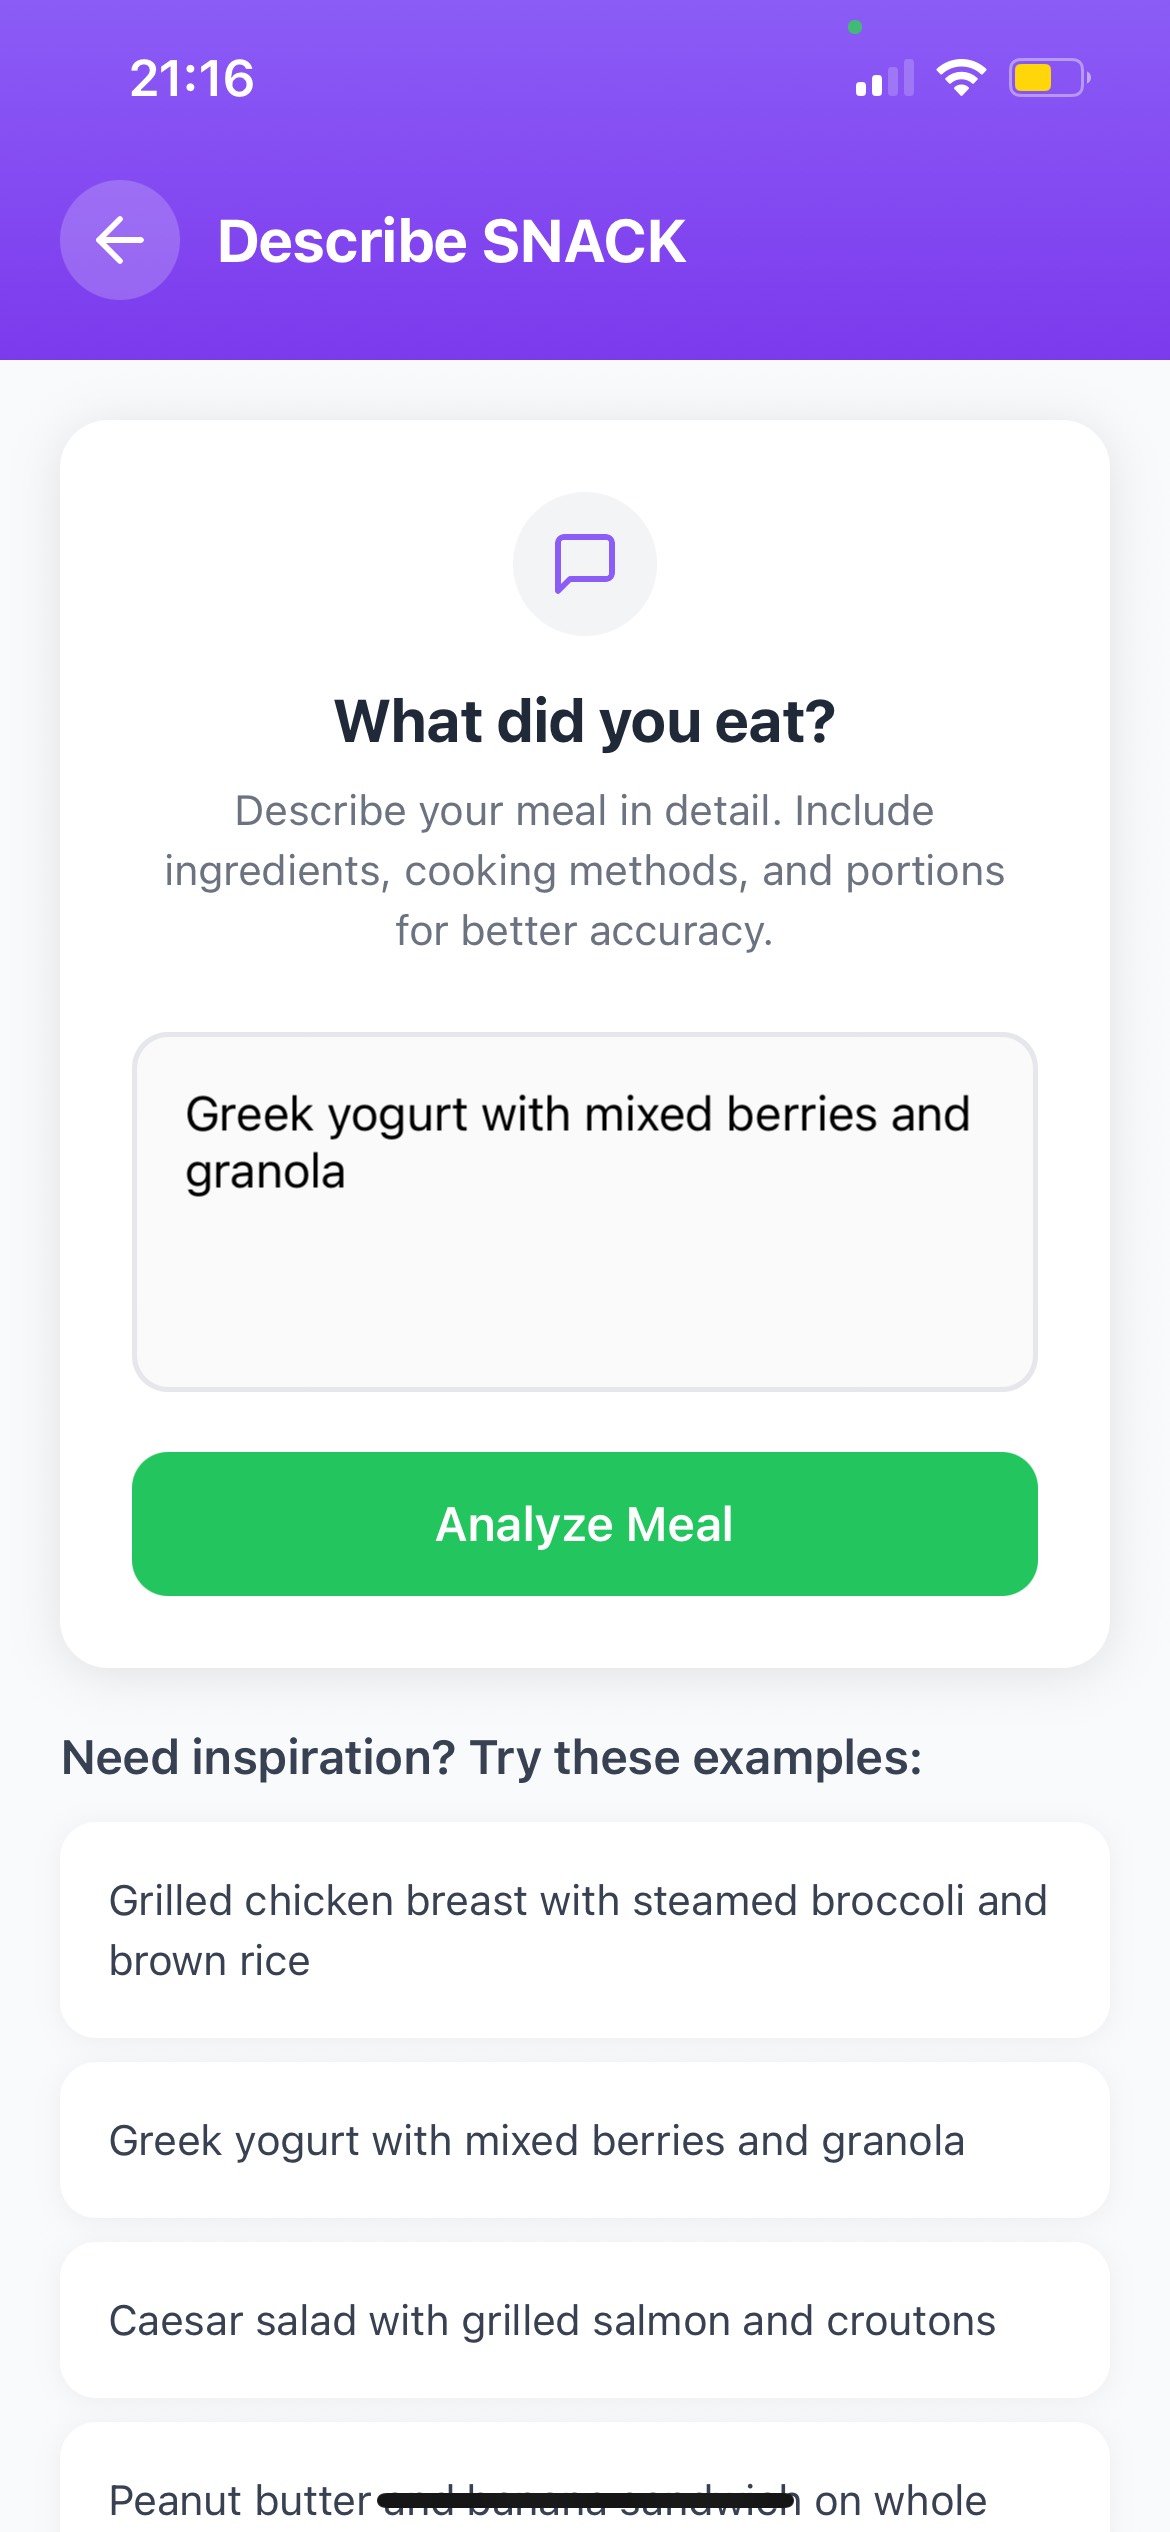 21:16
Describe SNACK
What did you eat?
Describe your meal in detail. Include
ingredients, cooking methods, and portions
for better accuracy.
Greek yogurt with mixed berries and
granola
Analyze Meal
Need inspiration? Try these examples:
Grilled chicken breast with steamed broccoli and
brown rice
Greek yogurt with mixed berries and granola
Caesar salad with grilled salmon and croutons
Peanut butter and banana sandwich on whole